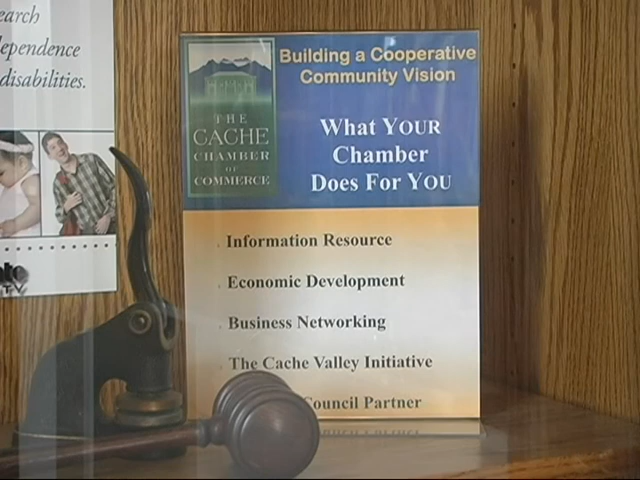 earch
dependence
disabilities.
THE
CACHE
CHAMBER
OF
COMMERCE
Building a Cooperative
Community Vision
What YOUR
Chamber
Does For YOU
Information Resource
Economic Development
Business Networking
The Cache Valley Initiative
Council Partner